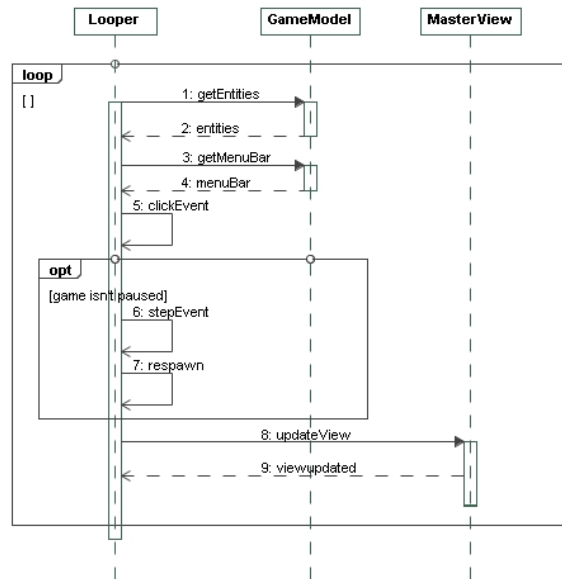 Looper GameModel MasterView
loop
[ ]
1: getEntities
2: entities
3: getMenuBar
4: menuBar
5: clickEvent
opt
[game isn't paused]
6: stepEvent
7: respawn
8: updateView
9: viewupdated